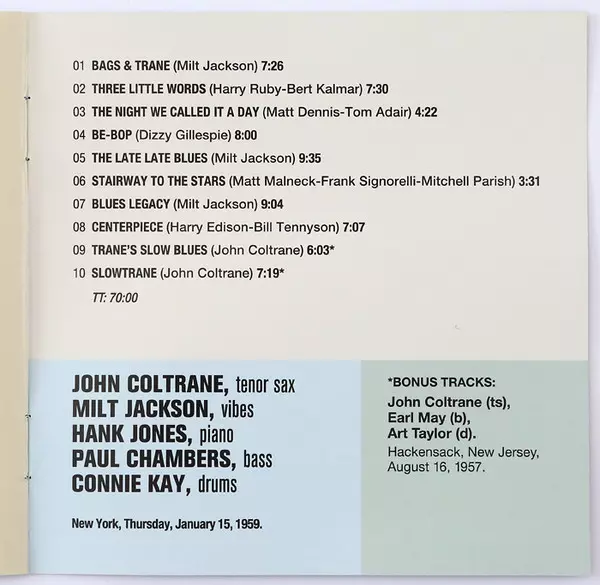 01 BAGS & TRANE (Milt Jackson) 7:26
02 THREE LITTLE WORDS (Harry Ruby-Bert Kalmar) 7:30
03 THE NIGHT WE CALLED IT A DAY (Matt Dennis-Tom Adair) 4:22
04 BE-BOP (Dizzy Gillespie) 8:00
05 THE LATE LATE BLUES (Milt Jackson) 9:35
06 STAIRWAY TO THE STARS (Matt Malneck-Frank Signorelli-Mitchell Parish) 3:31
07 BLUES LEGACY (Milt Jackson) 9:04
08 CENTERPIECE (Harry Edison-Bill Tennyson) 7:07
09 TRANE'S SLOW BLUES (John Coltrane) 6:03*
10 SLOWTRANE (John Coltrane) 7:19*
TT: 70:00
JOHN COLTRANE, tenor sax
MILT JACKSON, vibes
HANK JONES, piano
PAUL CHAMBERS, bass
CONNIE KAY, drums
New York, Thursday, January 15, 1959.
*BONUS TRACKS:
John Coltrane (ts),
Earl May (b),
Art Taylor (d).
Hackensack, New Jersey,
August 16, 1957.